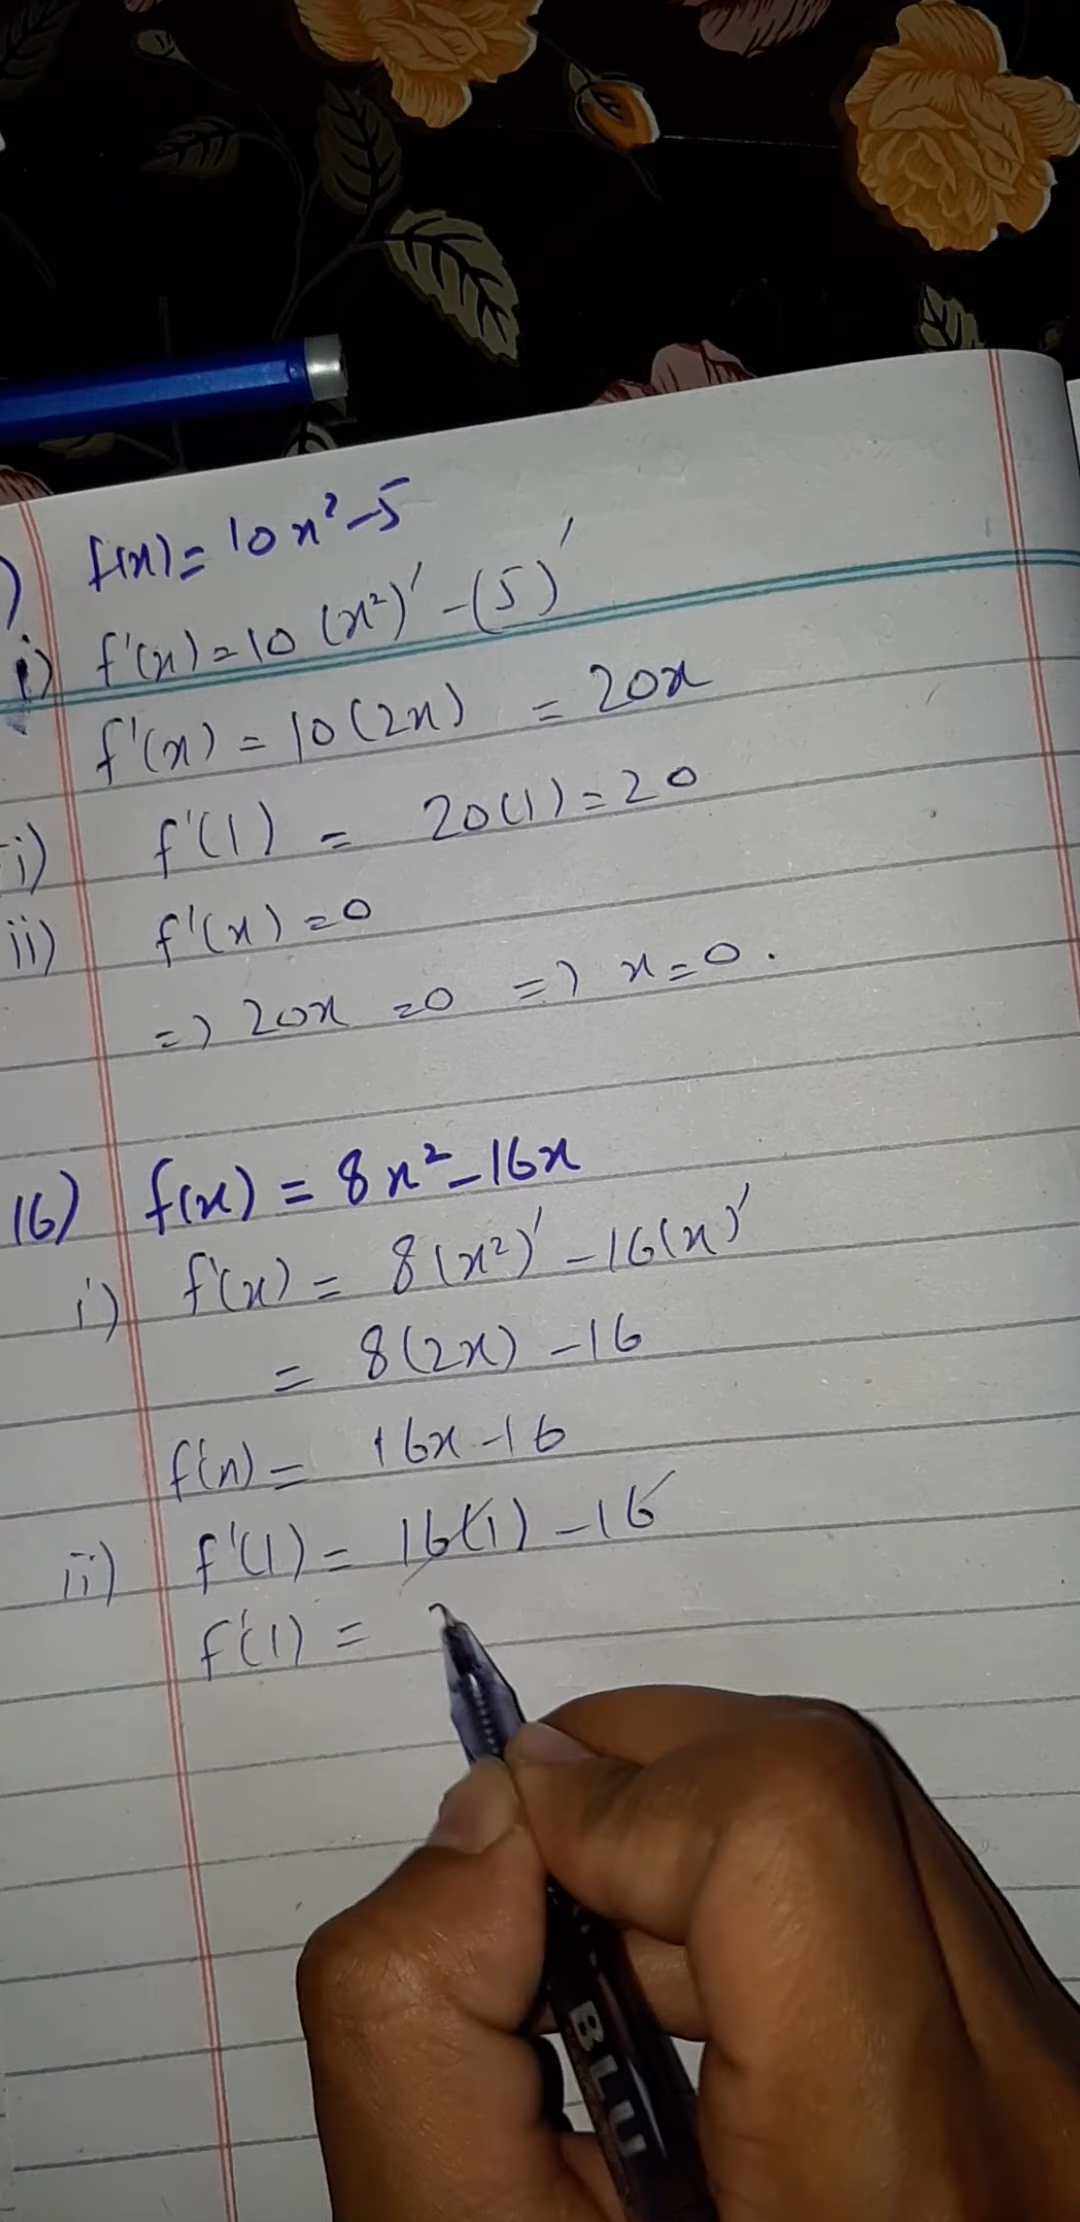 ) f(x) = 10x² - 5
i) f'(x) = 10 (x²)' - (5)'
f'(x) = 10 (2x) = 20x
i) f'(1) = 20(1) = 20
ii) f'(x) = 0
=> 20x = 0 => x = 0.
16) f(x) = 8x² - 16x
i) f'(x) = 8(x²)' - 16(x)'
= 8(2x) - 16
f'(x) = 16x - 16
ii) f'(1) = 16(1) - 16
f'(1) =
BLU